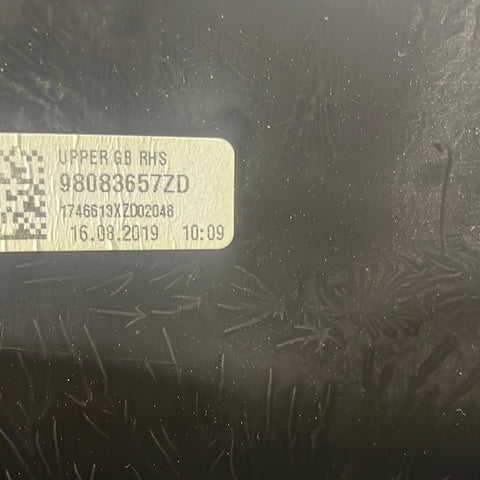 UPPER GB RHS
98083657ZD
1746613XZD02048
16.08.2019 10:09